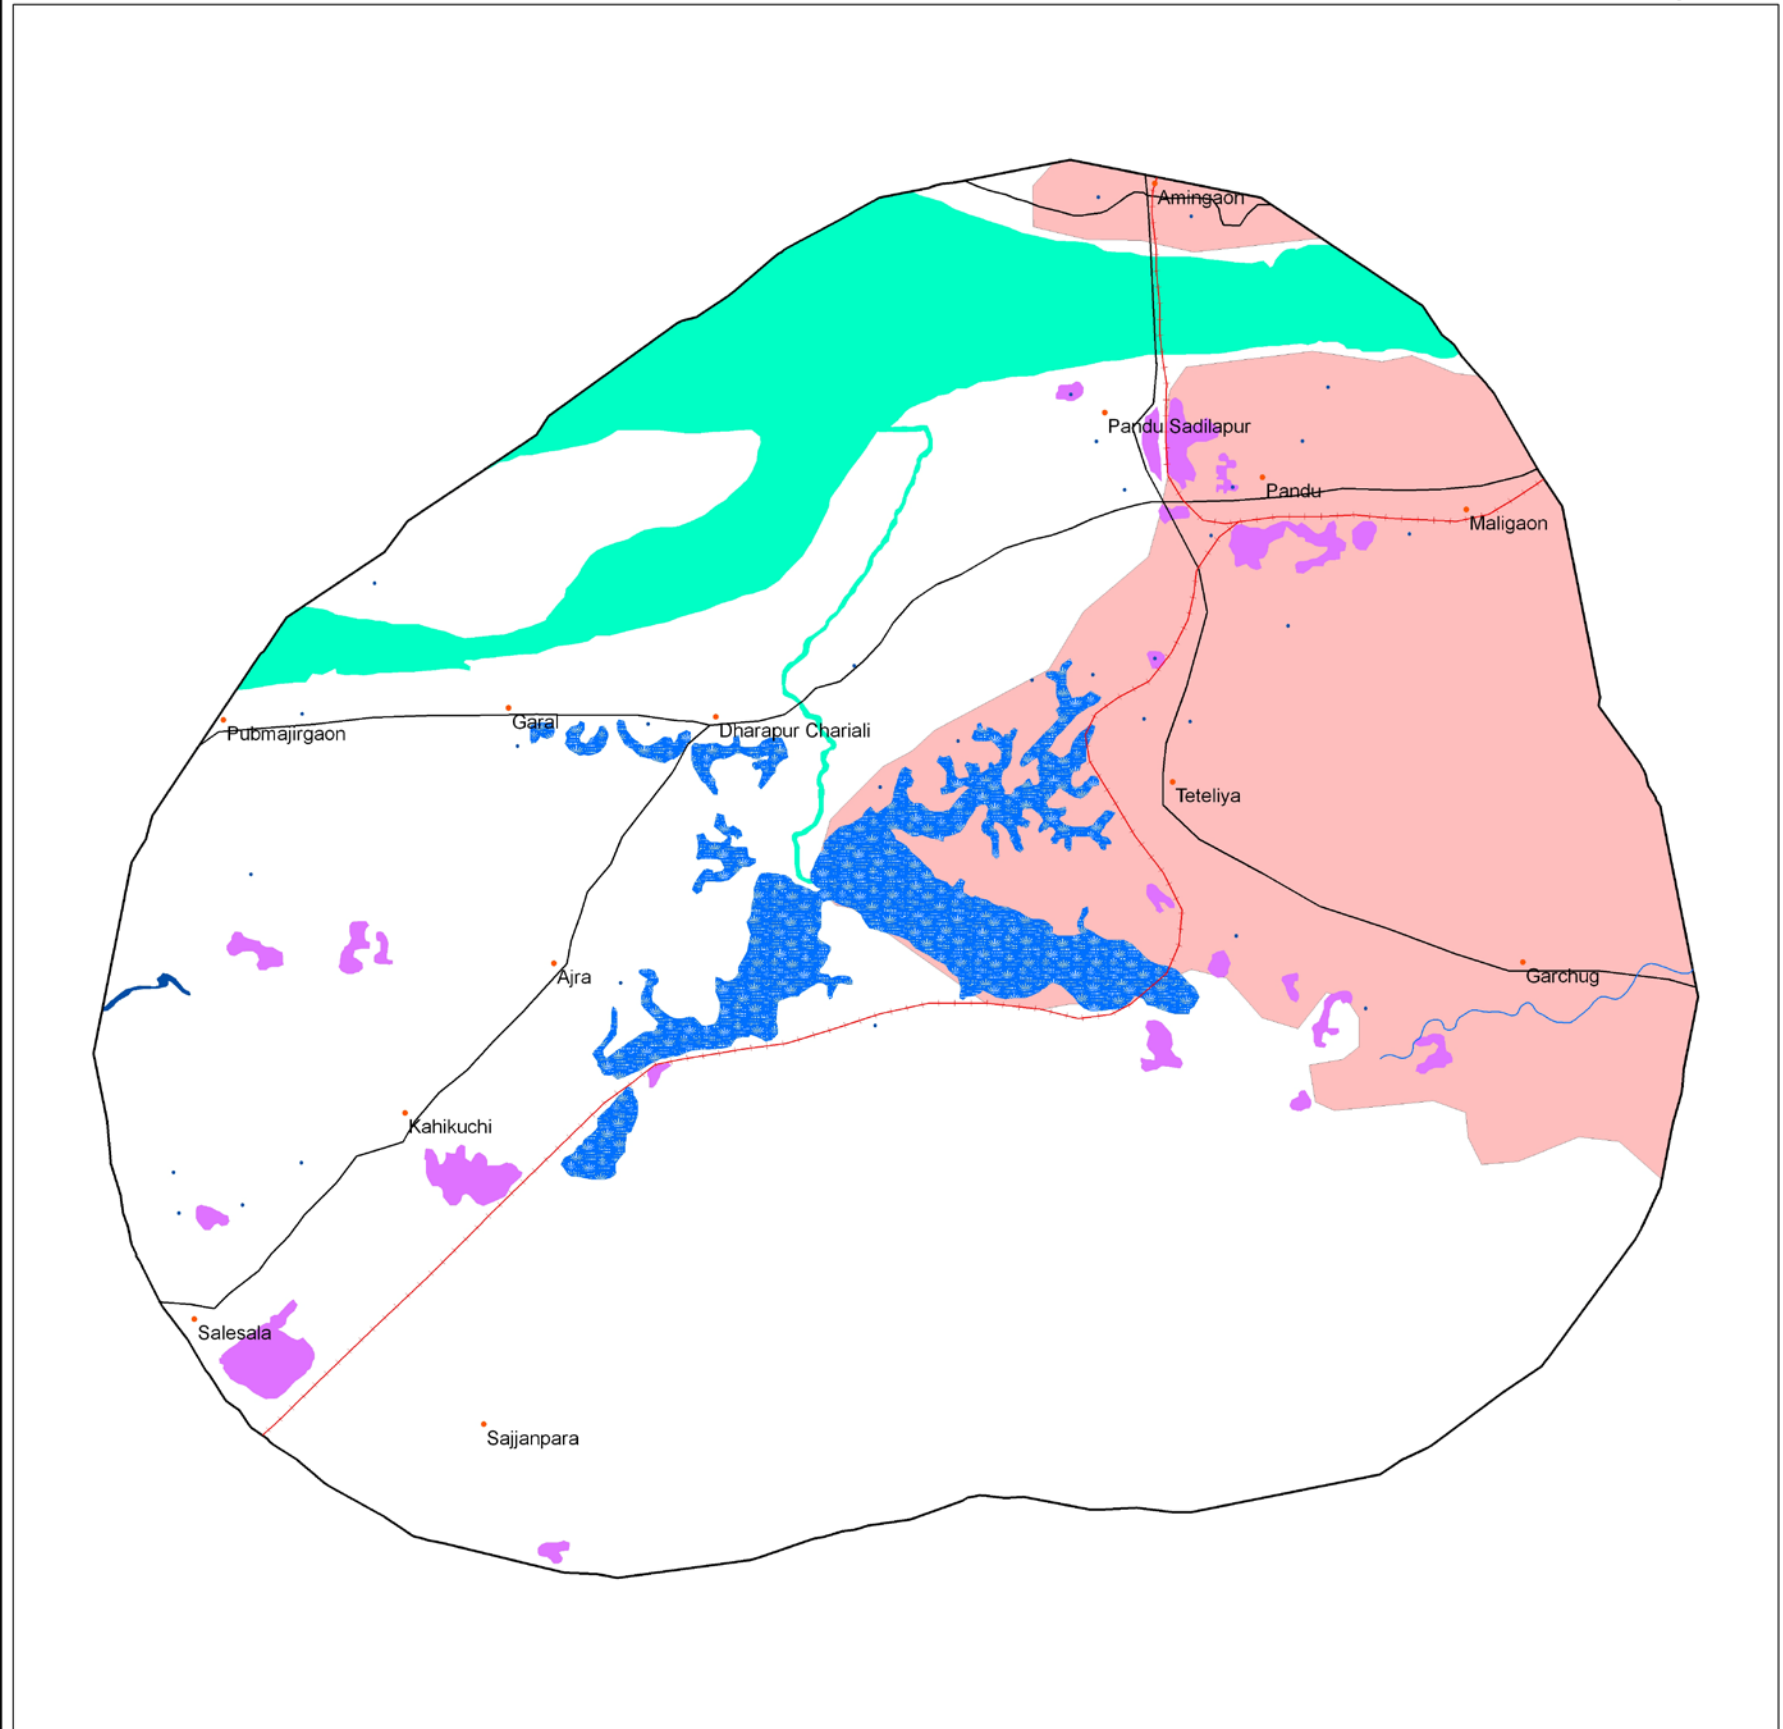 Amingaon
Pandu Sadilapur
Pandu
Maligaon
Garal
Pubmajirgaon
Dharapur Chariali
Teteliya
Ajra
Garchug
Kahikuchi
Salesala
Sajjanpara